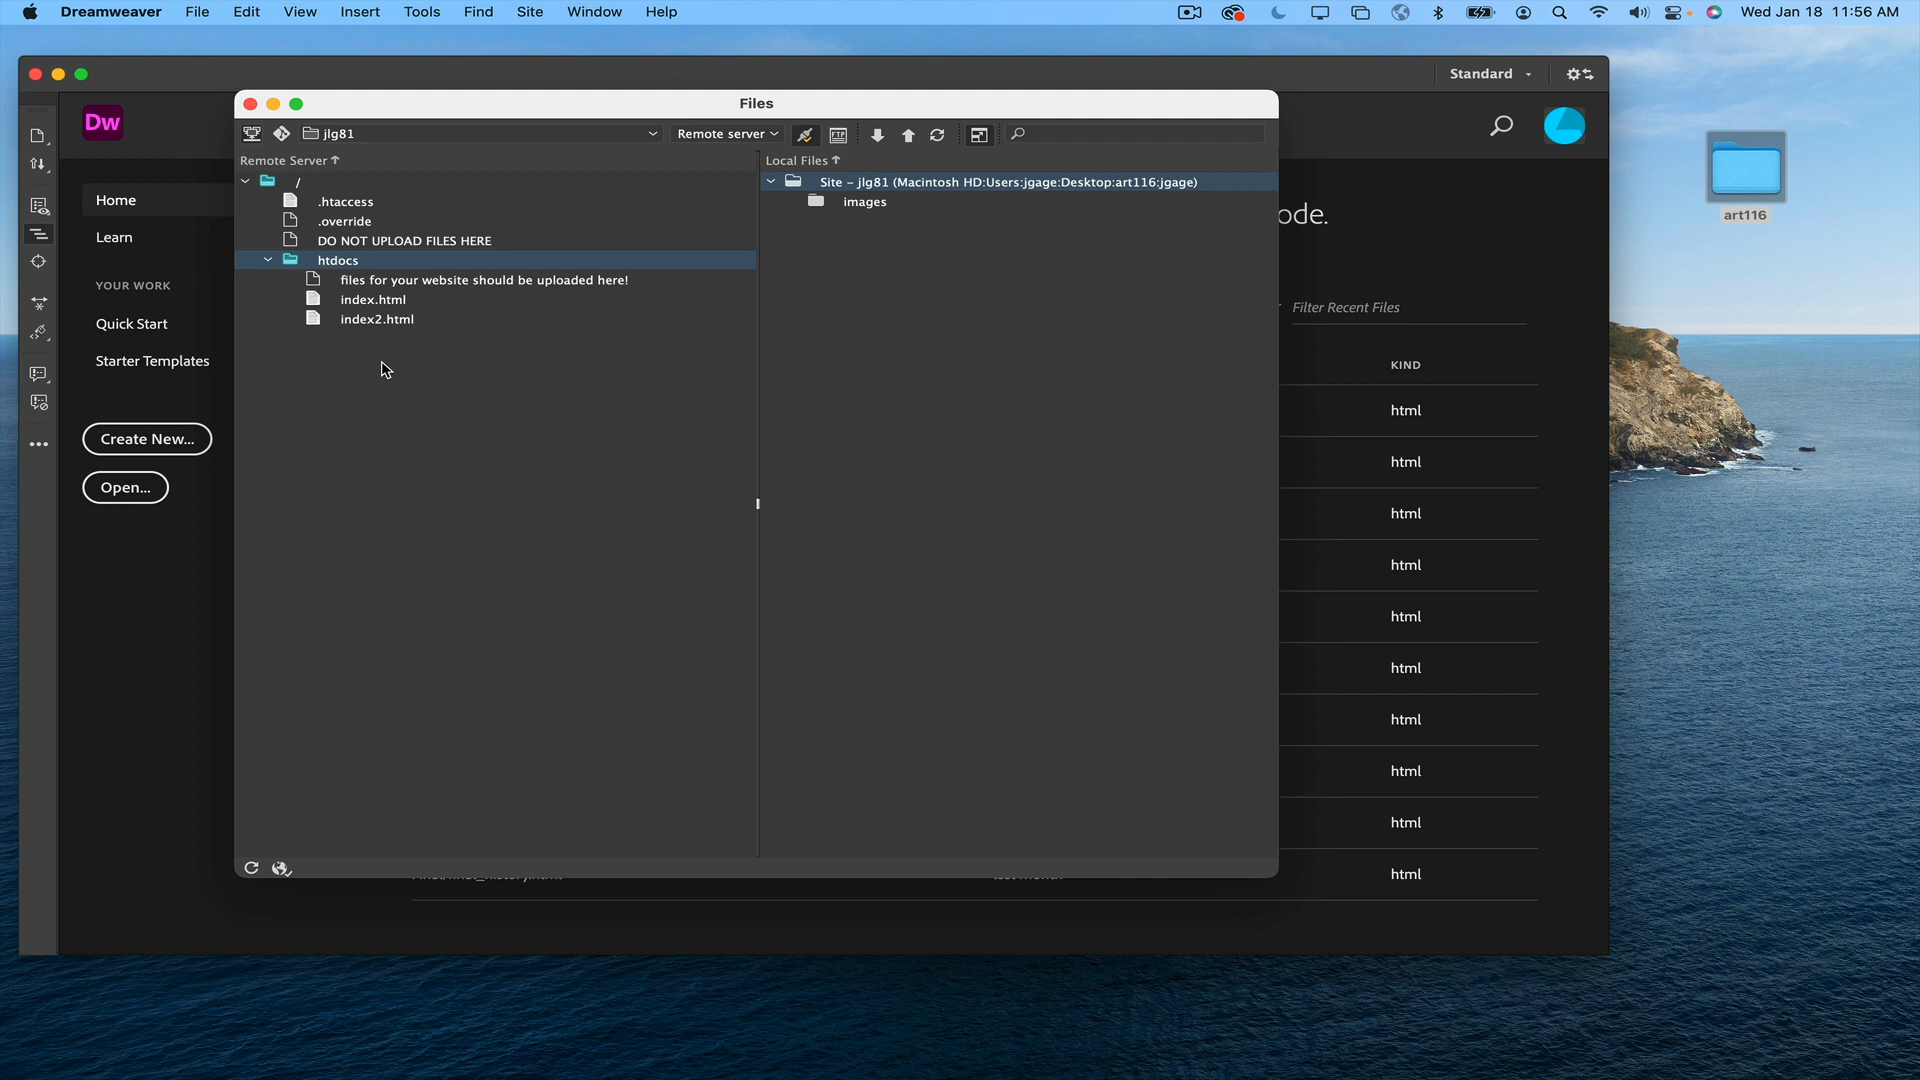 Dreamweaver File Edit View Insert Tools Find Site Window Help Wed Jan 18 11:56 AM
Standard
Files
Dw
jlg81 Remote server FTP
Remote Server Local Files
/
Site - jlg81 (Macintosh HD:Users:jgage:Desktop:art116:jgage)
.htaccess
images
.override
DO NOT UPLOAD FILES HERE
htdocs
files for your website should be uploaded here!
index.html
index2.html
Home
Learn
YOUR WORK
Quick Start
Starter Templates
Create New...
Open...
ode.
Filter Recent Files
KIND
html
html
html
html
html
html
html
html
html
html
art116